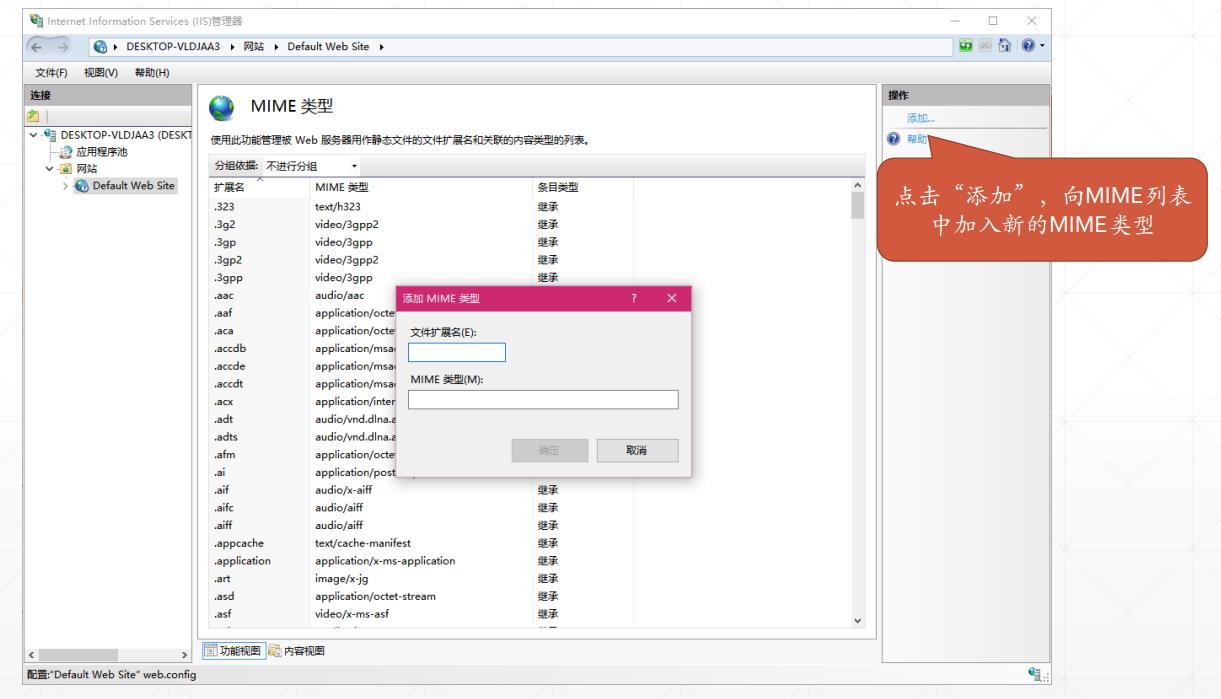 Internet Information Services (IIS)管理器
DESKTOP-VLDJAA3 网站 Default Web Site
文件(F) 视图(V) 帮助(H)
连接
DESKTOP-VLDJAA3 (DESKT
应用程序池
网站
Default Web Site
MIME 类型
使用此功能管理被 Web 服务器用作静态文件的文件扩展名和关联的内容类型的列表。
分组依据: 不进行分组
扩展名 MIME 类型 条目类型
.323 text/h323 继承
.3g2 video/3gpp2 继承
.3gp video/3gpp 继承
.3gp2 video/3gpp2 继承
.3gpp video/3gpp 继承
.aac audio/aac
.aaf application/octe
.aca application/octe
.accdb application/msa
.accde application/msa
.accdt application/msa
.acx application/inter
.adt audio/vnd.dlna.a
.adts audio/vnd.dlna.a
.afm application/octe
.ai application/post
.aif audio/x-aiff 继承
.aifc audio/aiff 继承
.aiff audio/aiff 继承
.appcache text/cache-manifest 继承
.application application/x-ms-application 继承
.art image/x-jg 继承
.asd application/octet-stream 继承
.asf video/x-ms-asf 继承
添加 MIME 类型 ?
文件扩展名(E):
MIME 类型(M):
确定 取消
操作
添加...
帮助
点击“添加”，向MIME列表
中加入新的MIME类型
功能视图 内容视图
配置:"Default Web Site" web.config